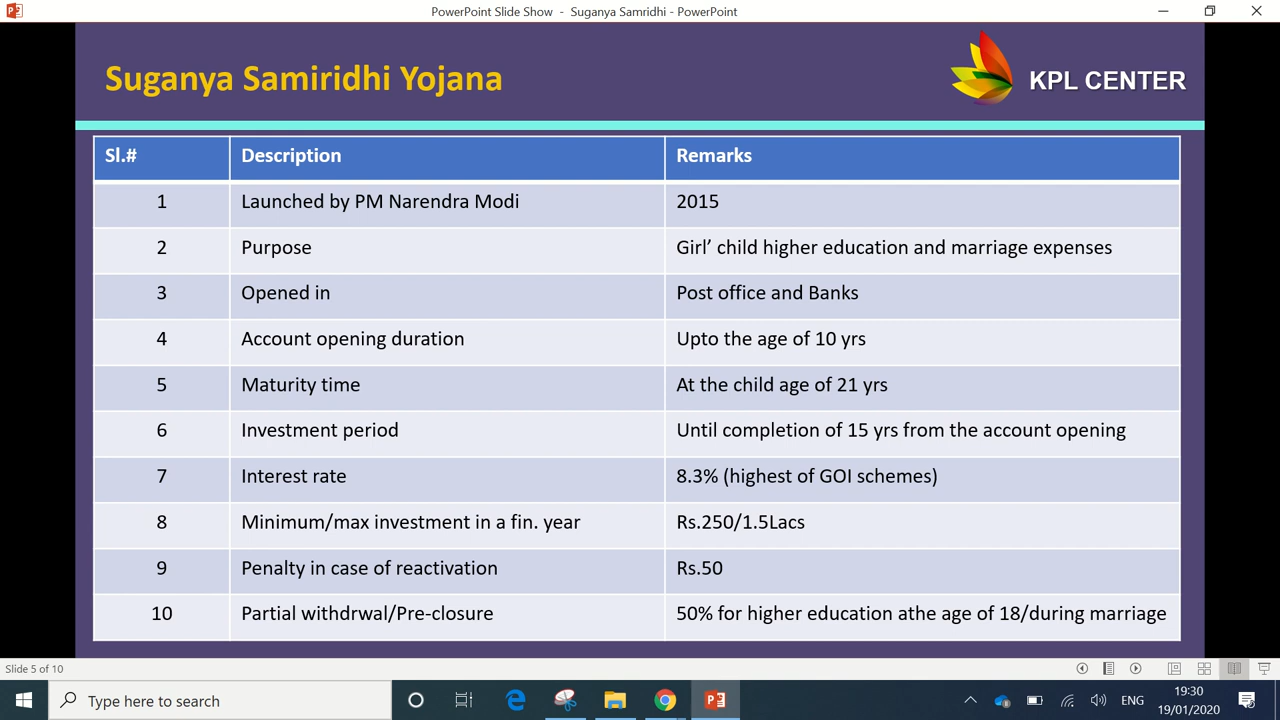 PowerPoint Slide Show - Suganya Samridhi - PowerPoint
Suganya Samiridhi Yojana
KPL CENTER
Sl.# Description Remarks
1 Launched by PM Narendra Modi 2015
2 Purpose Girl’ child higher education and marriage expenses
3 Opened in Post office and Banks
4 Account opening duration Upto the age of 10 yrs
5 Maturity time At the child age of 21 yrs
6 Investment period Until completion of 15 yrs from the account opening
7 Interest rate 8.3% (highest of GOI schemes)
8 Minimum/max investment in a fin. year Rs.250/1.5Lacs
9 Penalty in case of reactivation Rs.50
10 Partial withdrwal/Pre-closure 50% for higher education athe age of 18/during marriage
Slide 5 of 10
Type here to search
ENG
19:30
19/01/2020